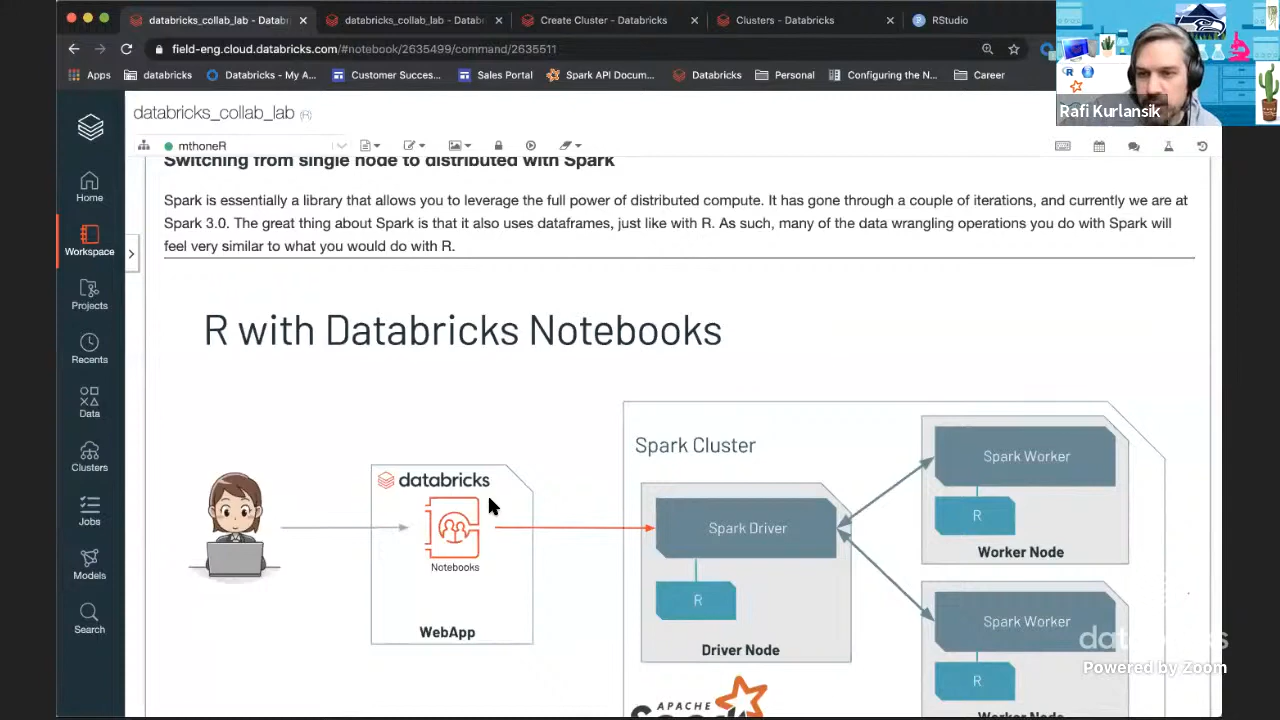 databricks_collab_lab - Databri
databricks_collab_lab - Databri
Create Cluster - Databricks
Clusters - Databricks
RStudio
field-eng.cloud.databricks.com/#notebook/2635499/command/2635511
Apps
databricks
Databricks - My A...
Customer Succes...
Sales Portal
Spark API Docum...
Databricks
Personal
Configuring the N...
Career
Rafi Kurlansik
databricks_collab_lab (R)
mthoneR
Home
Workspace
Projects
Recents
Data
Clusters
Jobs
Models
Search
Switching from single node to distributed with Spark
Spark is essentially a library that allows you to leverage the full power of distributed compute. It has gone through a couple of iterations, and currently we are at
Spark 3.0. The great thing about Spark is that it also uses dataframes, just like with R. As such, many of the data wrangling operations you do with Spark will
feel very similar to what you would do with R.
R with Databricks Notebooks
databricks
Notebooks
WebApp
Spark Cluster
Spark Driver
R
Driver Node
Spark Worker
R
Worker Node
Spark Worker
R
Worker Node
APACHE
Spark
databricks
Powered by Zoom